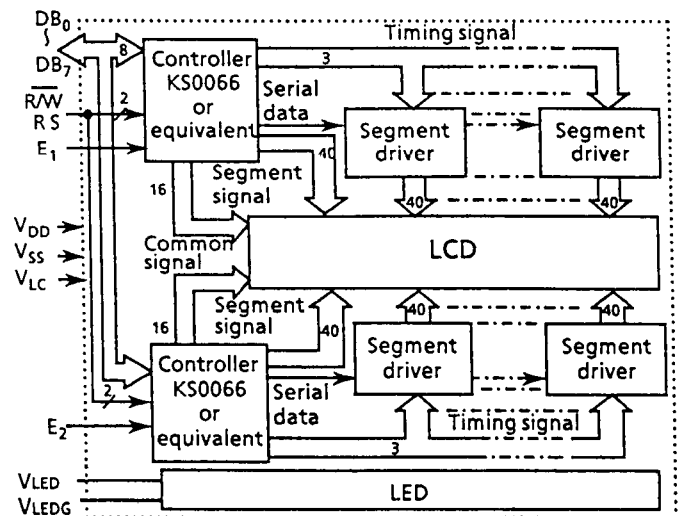 DB0
DB7
8
Controller
KS0066
or
equivalent
Timing signal
3
R/W
RS
2
Serial
data
Segment
driver
Segment
driver
E1
40
16
Segment
signal
40
40
Common
signal
LCD
VDD
VSS
VLC
16
Segment
signal
40
40
40
Controller
KS0066
or
equivalent
Segment
driver
Segment
driver
2
Serial
data
E2
Timing signal
3
VLED
VLEDG
LED